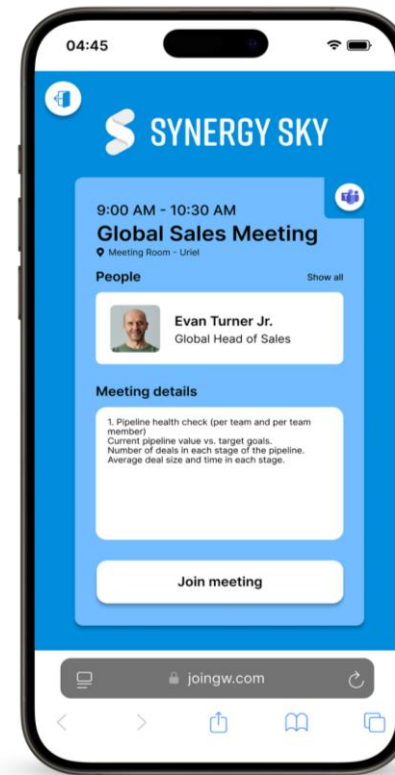 04:45
SYNERGY SKY
9:00 AM - 10:30 AM
Global Sales Meeting
Meeting Room - Uriel
People
Show all
Evan Turner Jr.
Global Head of Sales
Meeting details
1. Pipeline health check (per team and per team
member)
Current pipeline value vs. target goals.
Number of deals in each stage of the pipeline.
Average deal size and time in each stage.
Join meeting
joingw.com